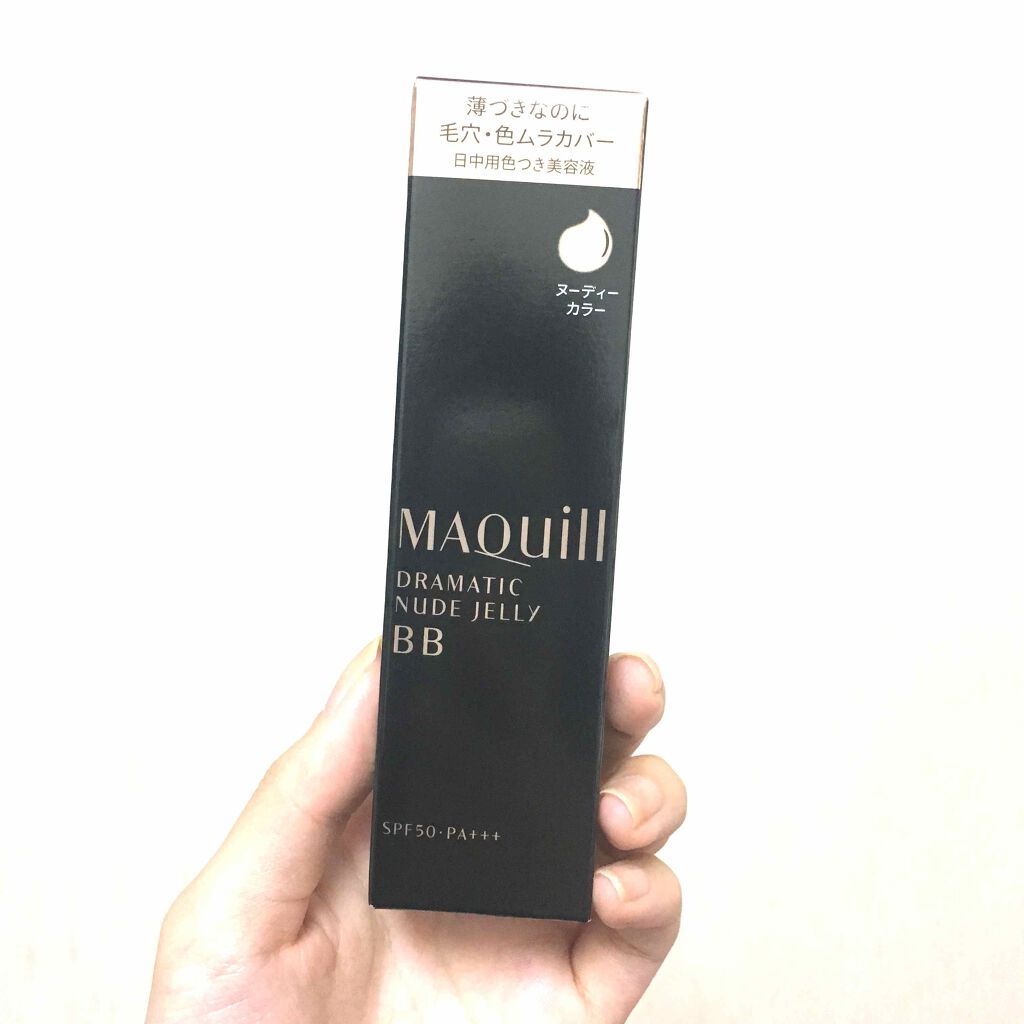 薄づきなのに
毛穴・色ムラカバー
日中用色つき美容液
ヌーディー
カラー
MAQuill
DRAMATIC
NUDE JELLY
BB
SPF50・PA+++